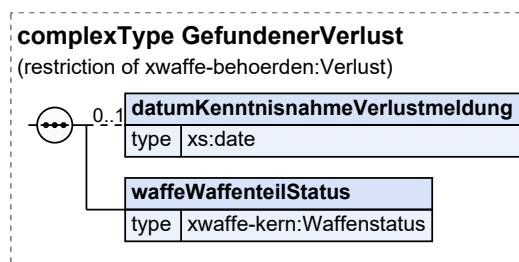 complexType GefundenerVerlust
(restriction of xwaffe-behoerden:Verlust)
0..1
datumKenntnisnahmeVerlustmeldung
type xs:date
waffeWaffenteilStatus
type xwaffe-kern:Waffenstatus